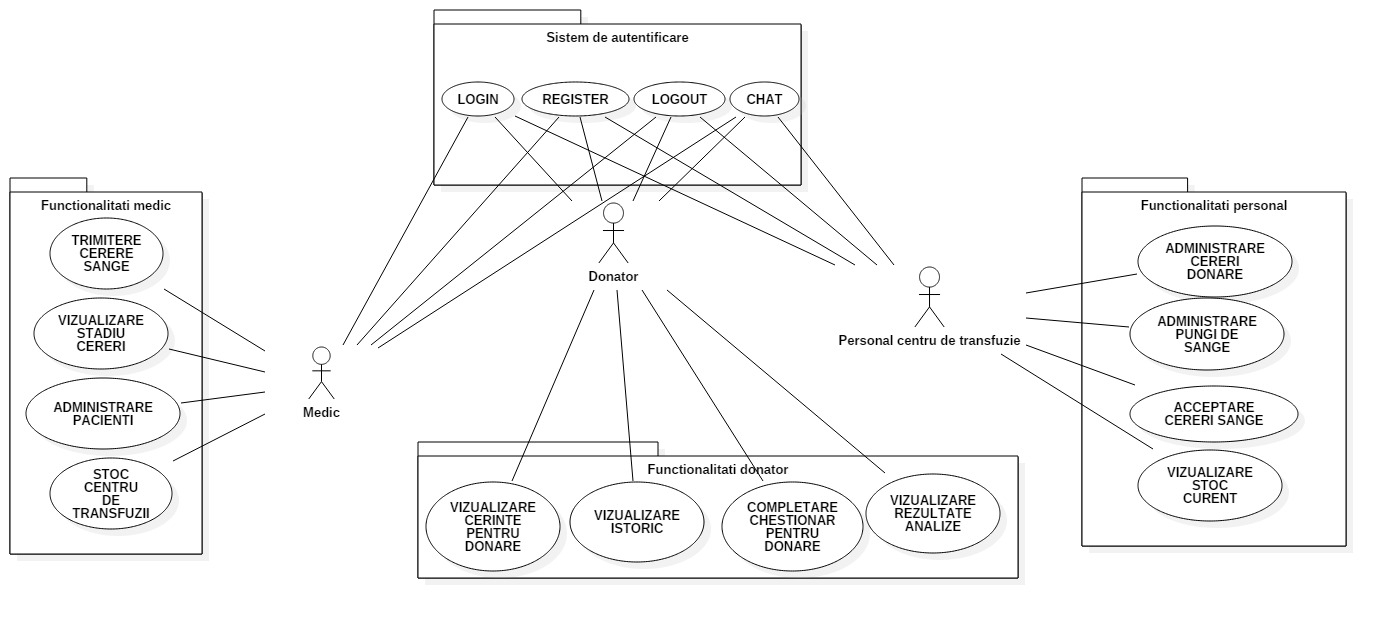 Sistem de autentificare
LOGIN
REGISTER
LOGOUT
CHAT
Functionalitati medic
TRIMITERE
CERERE
SANGE
VIZUALIZARE
STADIU
CERERI
ADMINISTRARE
PACIENTI
STOC
CENTRU
DE
TRANSFUZII
Medic
Donator
Personal centru de transfuzie
Functionalitati donator
VIZUALIZARE
CERINTE
PENTRU
DONARE
VIZUALIZARE
ISTORIC
COMPLETARE
CHESTIONAR
PENTRU
DONARE
VIZUALIZARE
REZULTATE
ANALIZE
Functionalitati personal
ADMINISTRARE
CERERI
DONARE
ADMINISTRARE
PUNGI DE
SANGE
ACCEPTARE
CERERI SANGE
VIZUALIZARE
STOC
CURENT